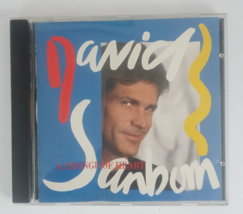 David
A CHANGE OF HEART
Sanborn